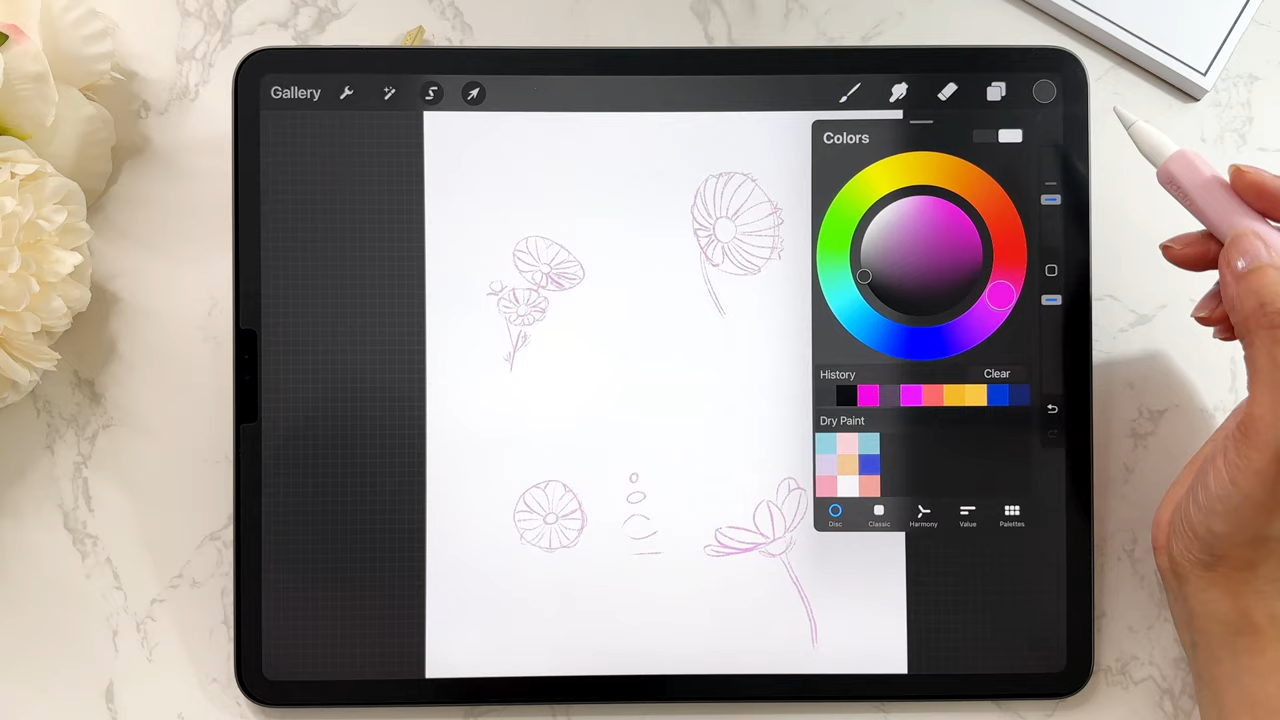 Gallery
Colors
History
Clear
Dry Paint
Disc
Classic
Harmony
Value
Palettes